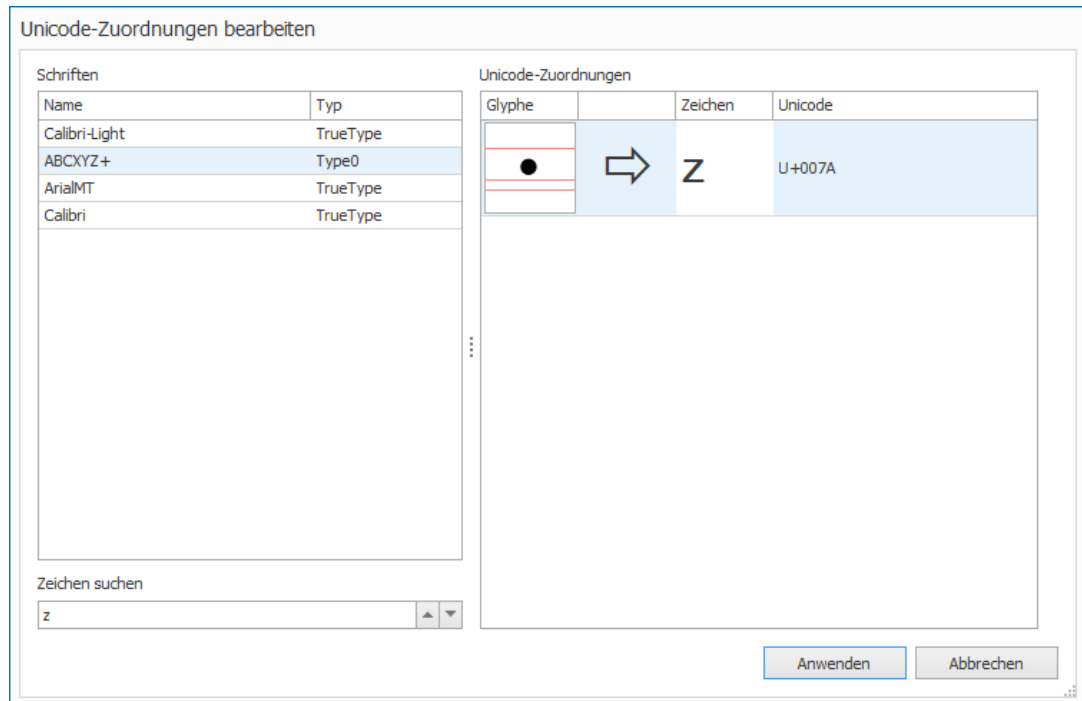 Unicode-Zuordnungen bearbeiten
Schriften
Name Typ
Calibri-Light TrueType
ABCXYZ+ Type0
ArialMT TrueType
Calibri TrueType
Zeichen suchen
z
Unicode-Zuordnungen
Glyphe Zeichen Unicode
● ⇨ z U+007A
Anwenden Abbrechen